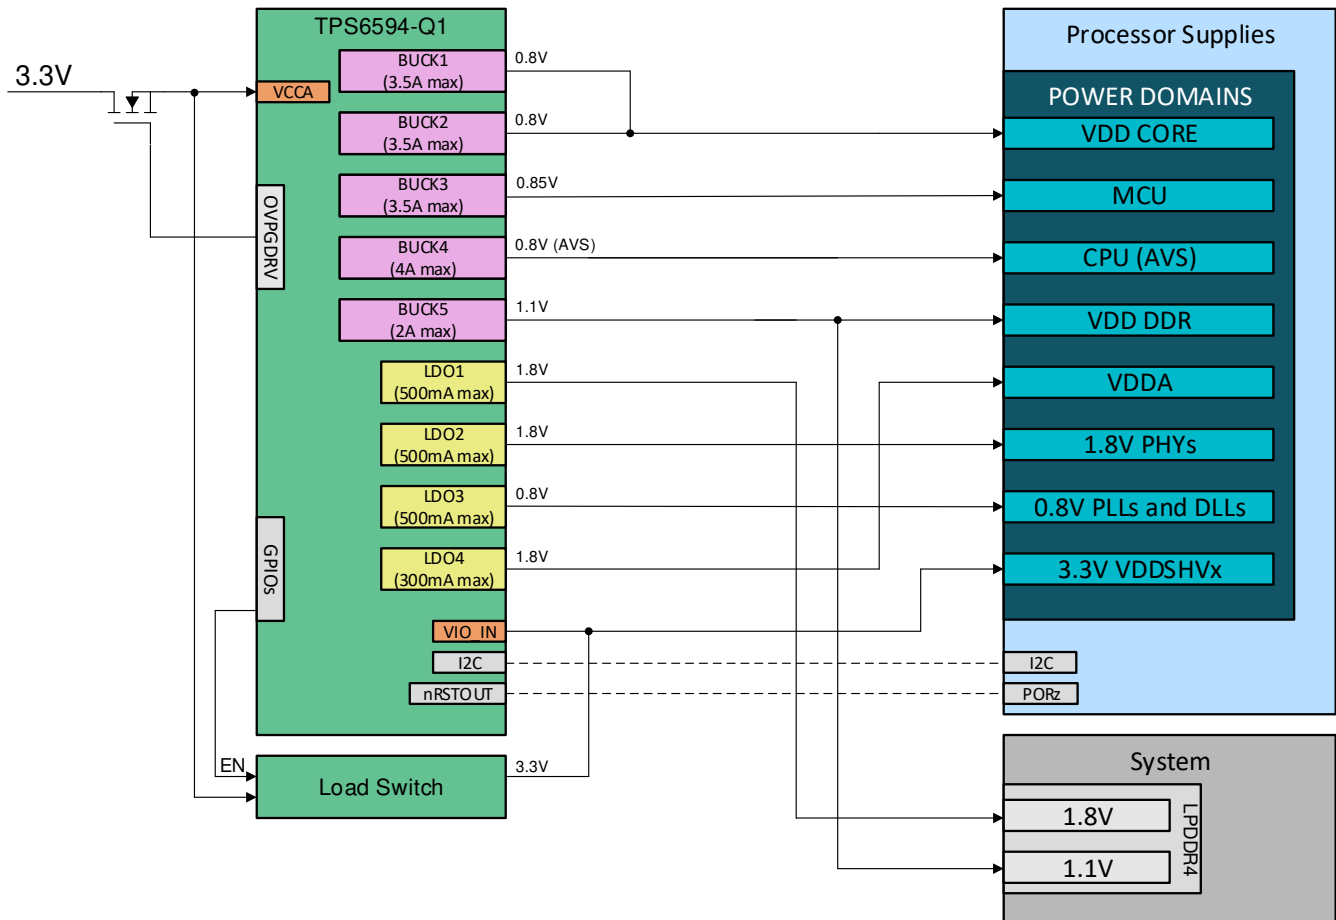 TPS6594-Q1
3.3V
VCCA
OVPGDRV
GPIOs
BUCK1
(3.5A max)
0.8V
BUCK2
(3.5A max)
0.8V
BUCK3
(3.5A max)
0.85V
BUCK4
(4A max)
0.8V (AVS)
BUCK5
(2A max)
1.1V
LDO1
(500mA max)
1.8V
LDO2
(500mA max)
1.8V
LDO3
(500mA max)
0.8V
LDO4
(300mA max)
1.8V
VIO_IN
I2C
nRSTOUT
EN
Load Switch
3.3V
Processor Supplies
POWER DOMAINS
VDD CORE
MCU
CPU (AVS)
VDD DDR
VDDA
1.8V PHYs
0.8V PLLs and DLLs
3.3V VDDSHVx
I2C
PORz
System
1.8V
1.1V
LPDDR4